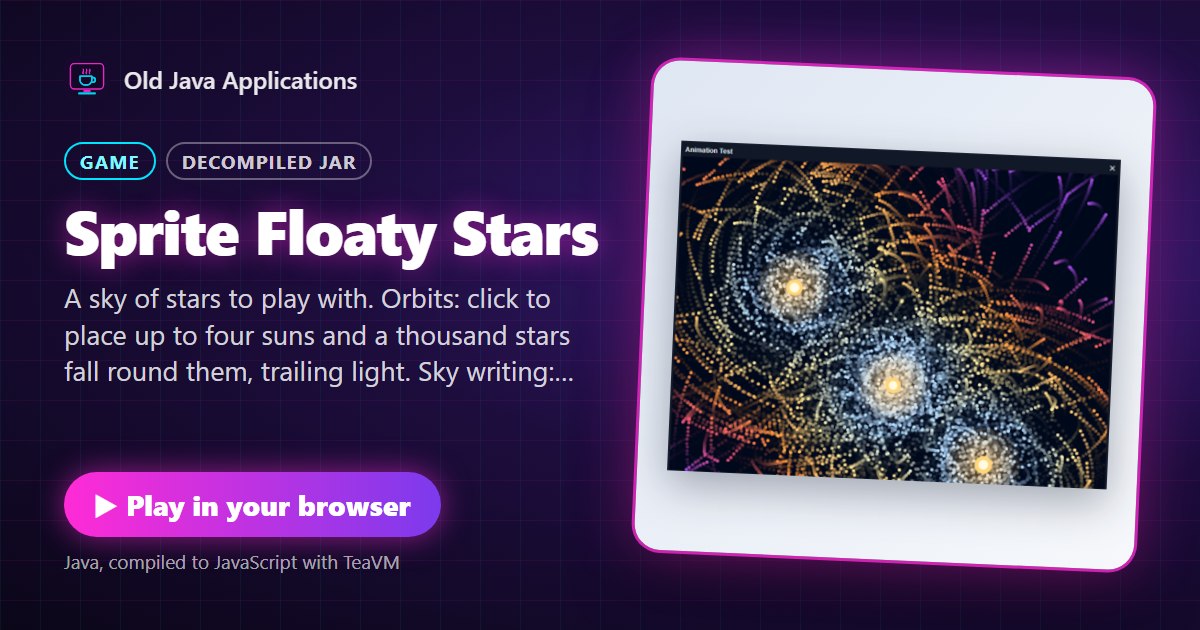 Old Java Applications
GAME
DECOMPILED JAR
Sprite Floaty Stars
A sky of stars to play with. Orbits: click to
place up to four suns and a thousand stars
fall round them, trailing light. Sky writing:...
Play in your browser
Java, compiled to JavaScript with TeaVM
Animation Test